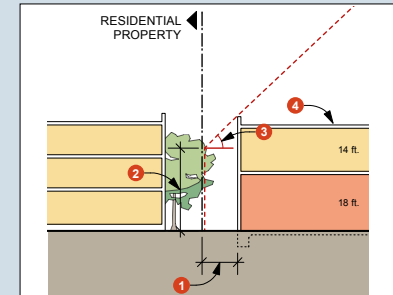 RESIDENTIAL
PROPERTY
4
3
14 ft.
2
18 ft.
1